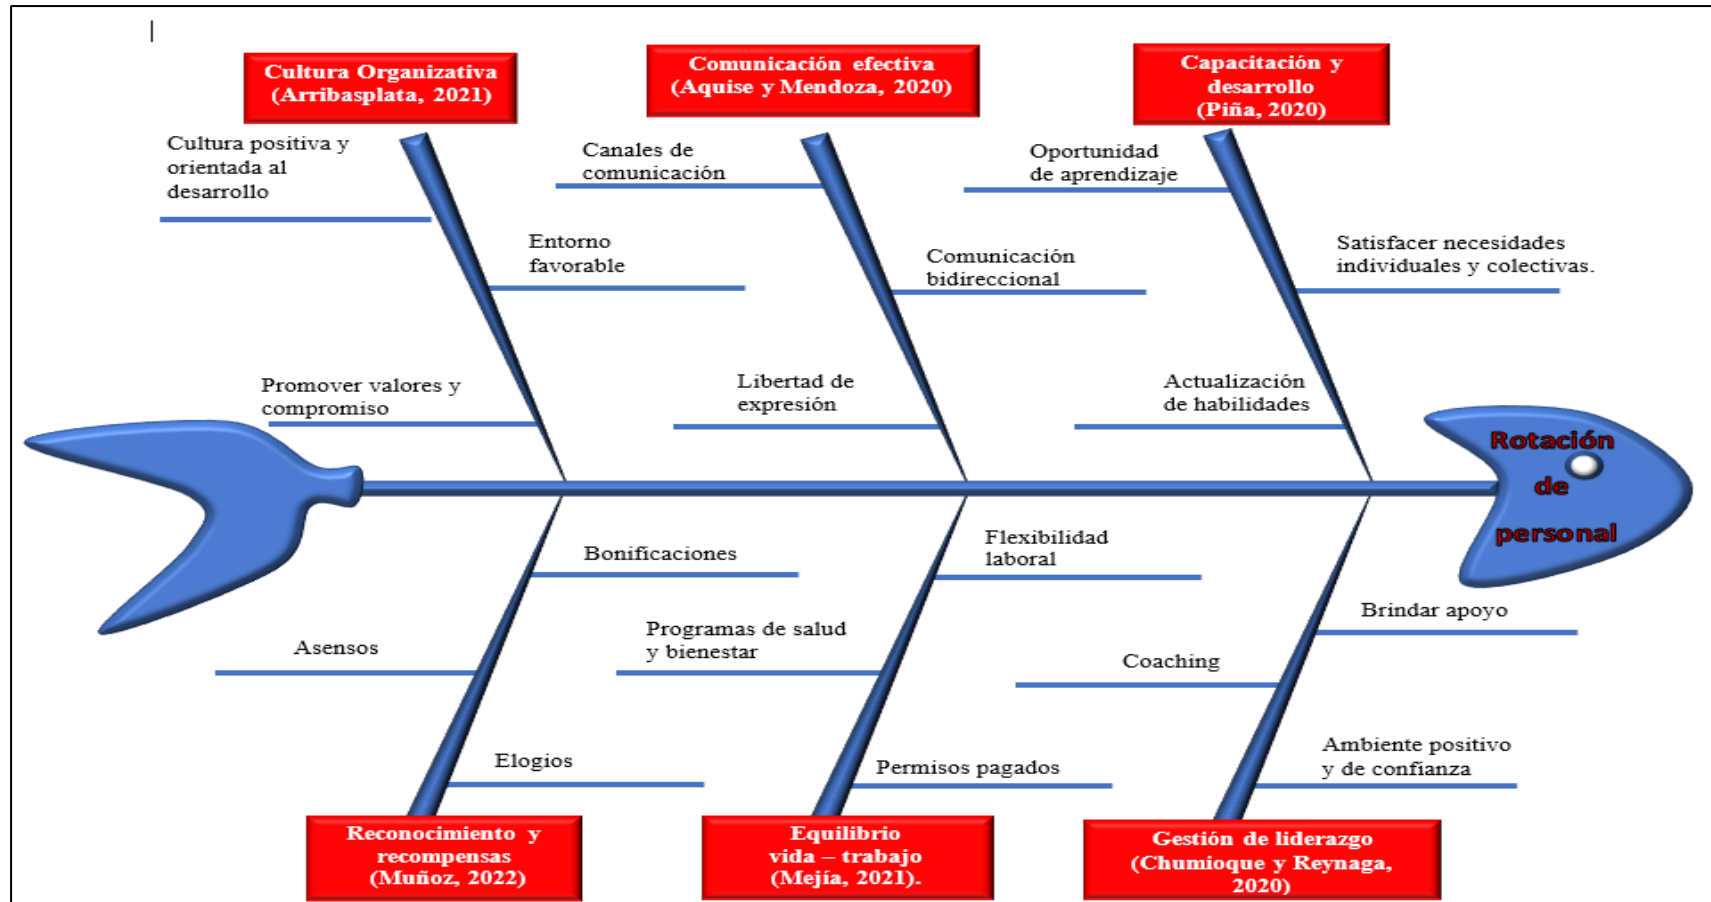 Cultura Organizativa
(Arribasplata, 2021)
Comunicación efectiva
(Aquise y Mendoza, 2020)
Capacitación y
desarrollo
(Piña, 2020)
Cultura positiva y
orientada al
desarrollo
Canales de
comunicación
Oportunidad
de aprendizaje
Entorno
favorable
Comunicación
bidireccional
Satisfacer necesidades
individuales y colectivas.
Promover valores y
compromiso
Libertad de
expresión
Actualización
de habilidades
Rotación
de
personal
Bonificaciones
Flexibilidad
laboral
Asensos
Programas de salud
y bienestar
Coaching
Brindar apoyo
Elogios
Permisos pagados
Ambiente positivo
y de confianza
Reconocimiento y
recompensas
(Muñoz, 2022)
Equilibrio
vida – trabajo
(Mejía, 2021).
Gestión de liderazgo
(Chumioque y Reynaga,
2020)